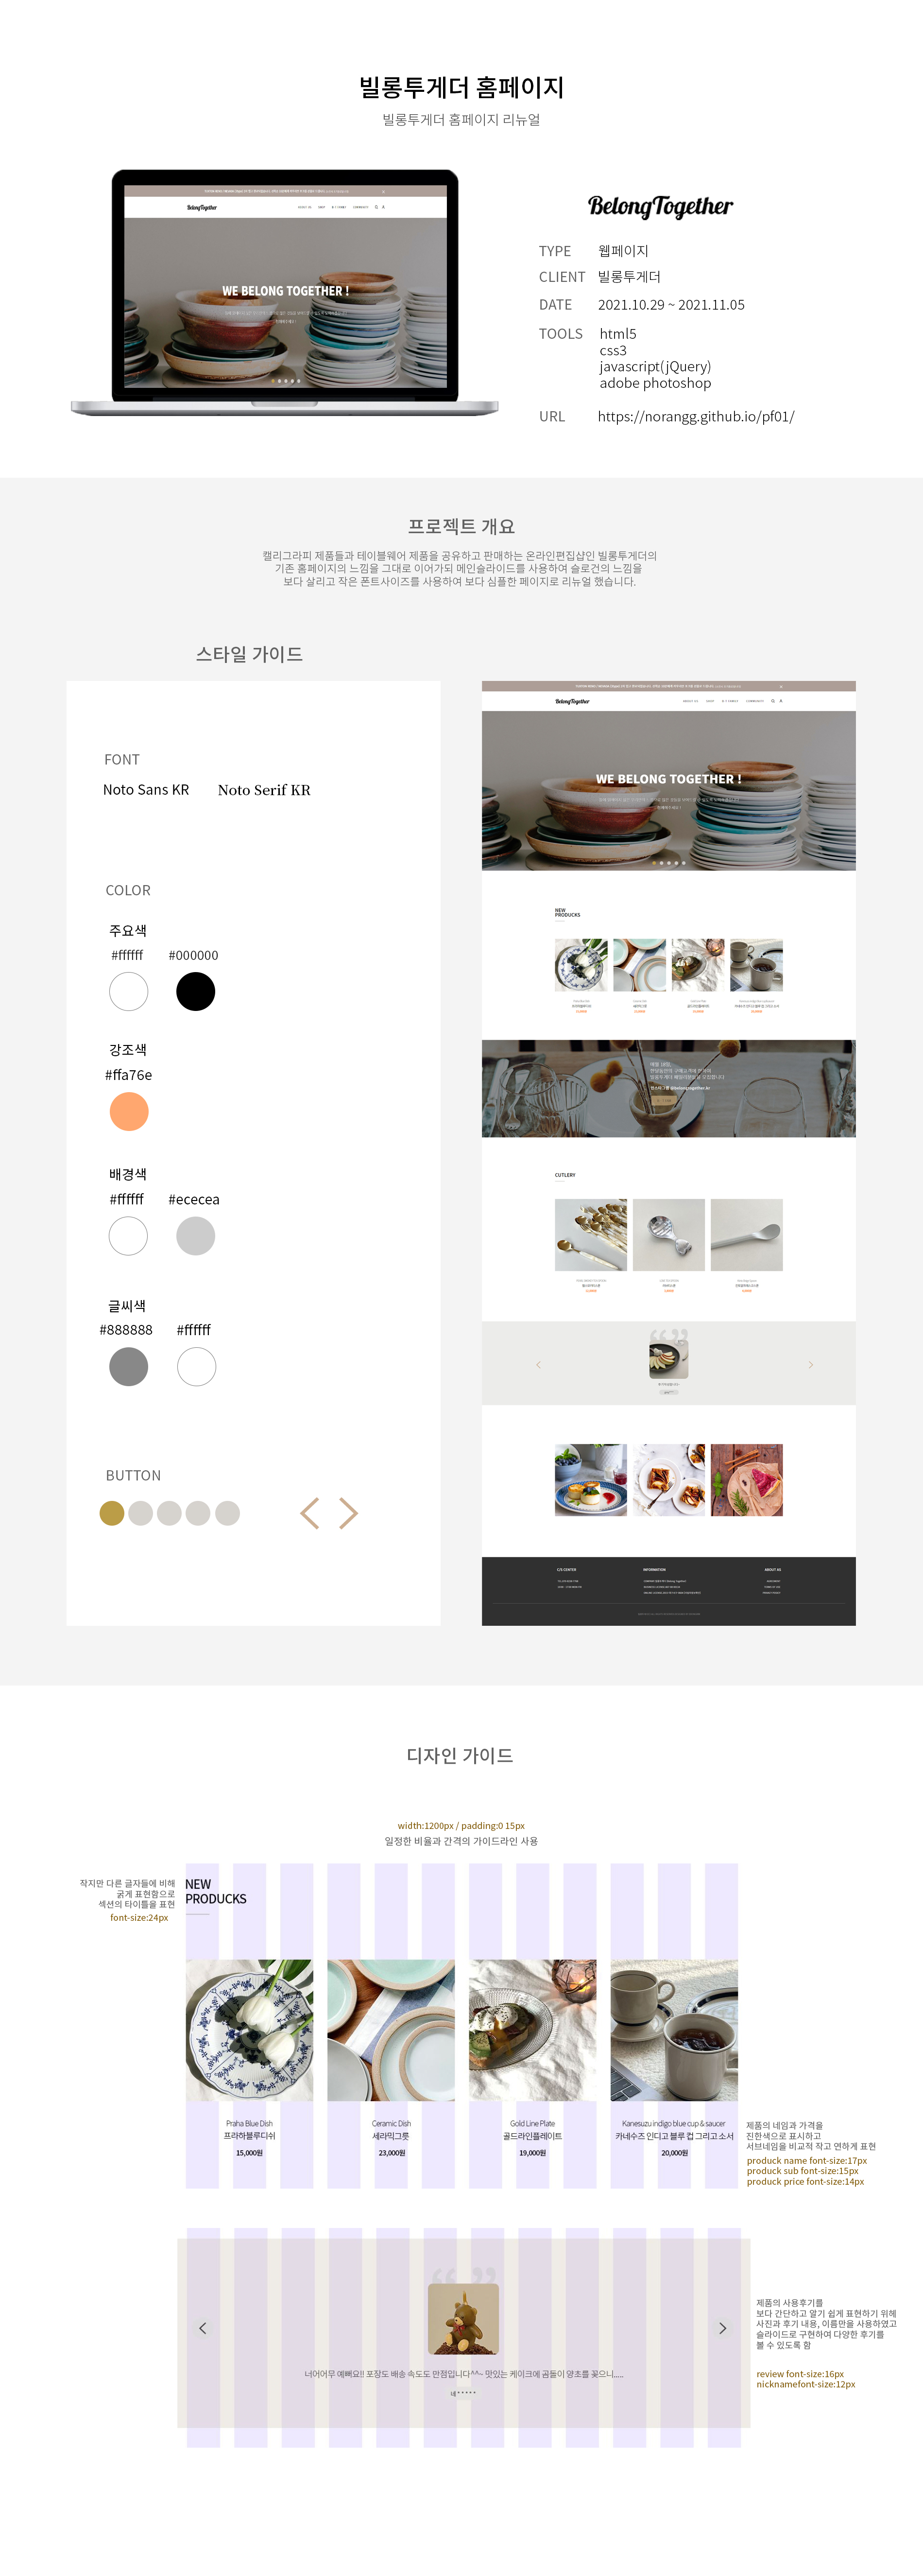 빌롱투게더 홈페이지
빌롱투게더 홈페이지 리뉴얼
BelongTogether
WE BELONG TOGETHER !
BelongTogether
TYPE 웹페이지
CLIENT 빌롱투게더
DATE 2021.10.29 ~ 2021.11.05
TOOLS html5
css3
javascript(jQuery)
adobe photoshop
URL https://norangg.github.io/pf01/
프로젝트 개요
캘리그라피 제품들과 테이블웨어 제품을 공유하고 판매하는 온라인편집샵인 빌롱투게더의
기존 홈페이지의 느낌을 그대로 이어가되 메인슬라이드를 사용하여 슬로건의 느낌을
보다 살리고 작은 폰트사이즈를 사용하여 보다 심플한 페이지로 리뉴얼 했습니다.
스타일 가이드
FONT
Noto Sans KR Noto Serif KR
COLOR
주요색
#ffffff #000000
강조색
#ffa76e
배경색
#ffffff #ececea
글씨색
#888888 #ffffff
BUTTON
BelongTogether
ABOUT US SHOP COMMUNITY
WE BELONG TOGETHER !
NEW
PRODUCKS
CUTLERY
C/S CENTER INFORMATION ABOUT US
디자인 가이드
width:1200px / padding:0 15px
일정한 비율과 간격의 가이드라인 사용
작지만 다른 글자들에 비해
굵게 표현함으로
섹션의 타이틀을 표현
font-size:24px
NEW
PRODUCKS
Praha Blue Dish
프라하블루디쉬
15,000원
Ceramic Dish
세라믹그릇
23,000원
Gold Line Plate
골드라인플레이트
19,000원
Kanesuzu indigo blue cup & saucer
카네수즈 인디고 블루 컵 그리고 소서
20,000원
제품의 네임과 가격을
진한색으로 표시하고
서브네임을 비교적 작고 연하게 표현
produck name font-size:17px
produck sub font-size:15px
produck price font-size:14px
너어어무 예뻐요!! 포장도 배송 속도도 만점입니다^^~ 맛있는 케이크에 곰돌이 양초를 꽂으니.....
네*****
제품의 사용후기를
보다 간단하고 알기 쉽게 표현하기 위헤
사진과 후기 내용, 이름만을 사용하였고
슬라이드로 구현하여 다양한 후기를
볼 수 있도록 함
review font-size:16px
nicknamefont-size:12px